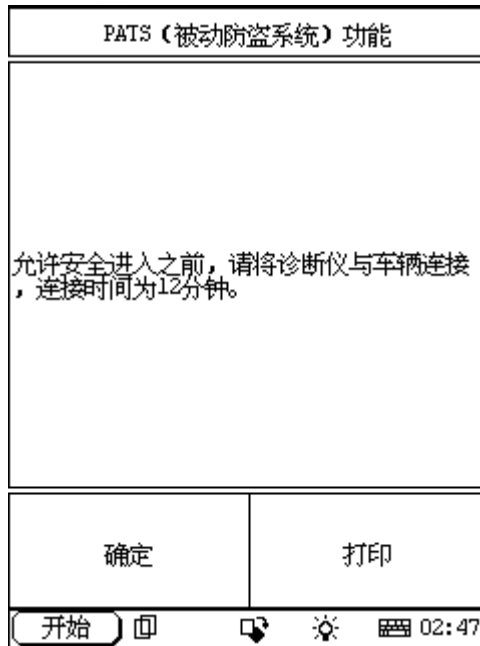 PATS（被动防盗系统）功能
允许安全进入之前，请将诊断仪与车辆连接
，连接时间为12分钟。
确定
打印
开始 02:47